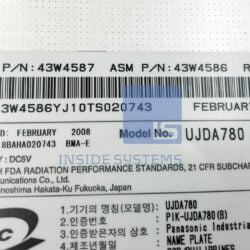 P/N: 43W4587 ASM P/N: 43W4586 R
3W4586YJ10TS020743 FEBRUARY
D: FEBRUARY 2008 Model No. UJDA780
8BAHA020743 BMA-E
: DC5V
INSIDE SYSTEMS
H FDA RADIATION PERFORMANCE STANDARDS, 21 CFR SUBCHAP
unications Co., Ltd.
inoshima Hakata-Ku Fukuoka, Japan
1.기기의 명칭(모델명): UJDA780
2.인증번호 : PIK-UJDA780(B)
3.인증받은자의 상호 : Panasonic
4.제조년월 : NAME PLATE